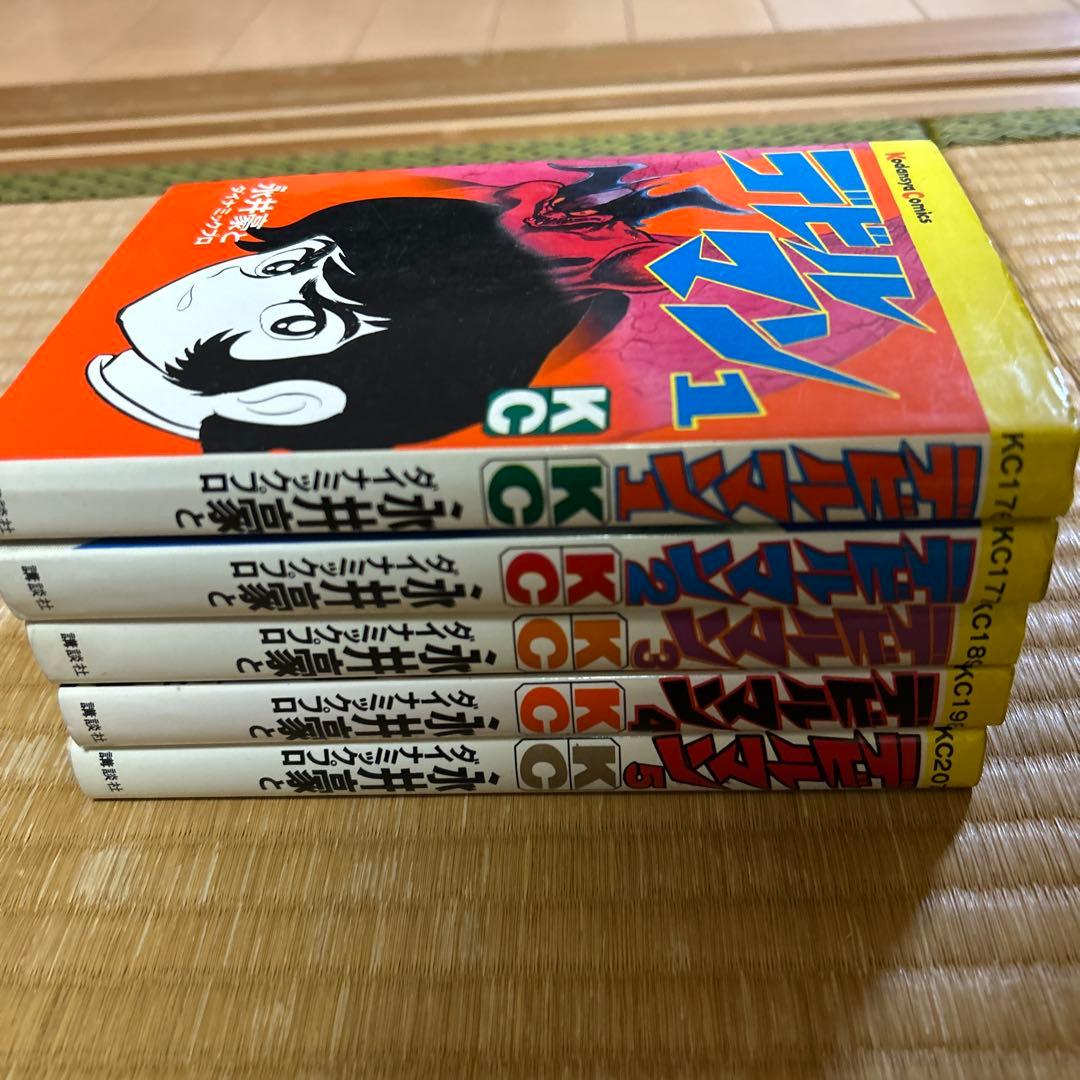 Kodansya Comics
デビル
マン
1
永井豪と
ダイナミックプロ
KC
KC176
デビルマン1
KC
永井豪と
ダイナミックプロ
談社
KC177
デビルマン2
KC
永井豪と
ダイナミックプロ
講談社
KC18
デビルマン3
KC
永井豪と
ダイナミックプロ
講談社
KC19
デビルマン4
KC
永井豪と
ダイナミックプロ
講談社
KC20
デビルマン5
KC
永井豪と
ダイナミックプロ
講談社